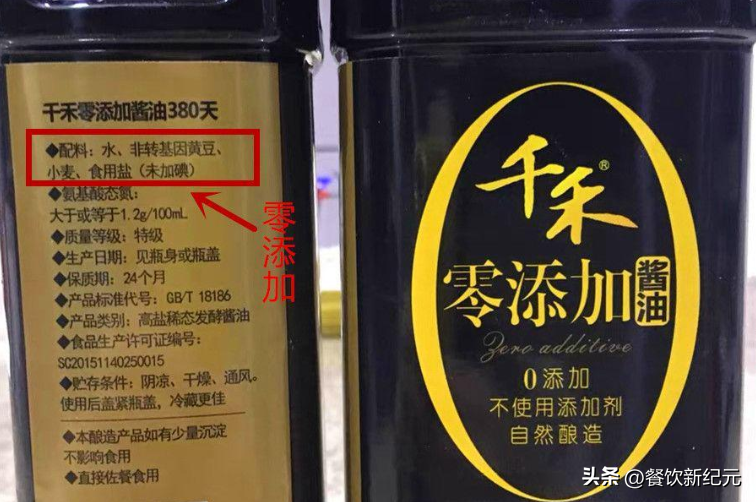 千禾零添加酱油380天
◆配料：水、非转基因黄豆、
小麦、食用盐（未加碘）
◆氨基酸态氮：
大于或等于1.2g/100mL
◆质量等级：特级
◆生产日期：见瓶身或瓶盖
◆保质期：24个月
◆产品标准代号：GB/T 18186
◆产品类别：高盐稀态发酵酱油
◆食品生产许可证编号：
SC20151140250015
◆贮存条件：阴凉、干燥、通风。
使用后盖紧瓶盖，冷藏更佳
◆本酿造产品如有少量沉淀
不影响食用
◆直接佐餐食用
零添加
千禾®
零添加酱油
Zero additive
0添加
不使用添加剂
自然酿造
头条@餐饮新纪元